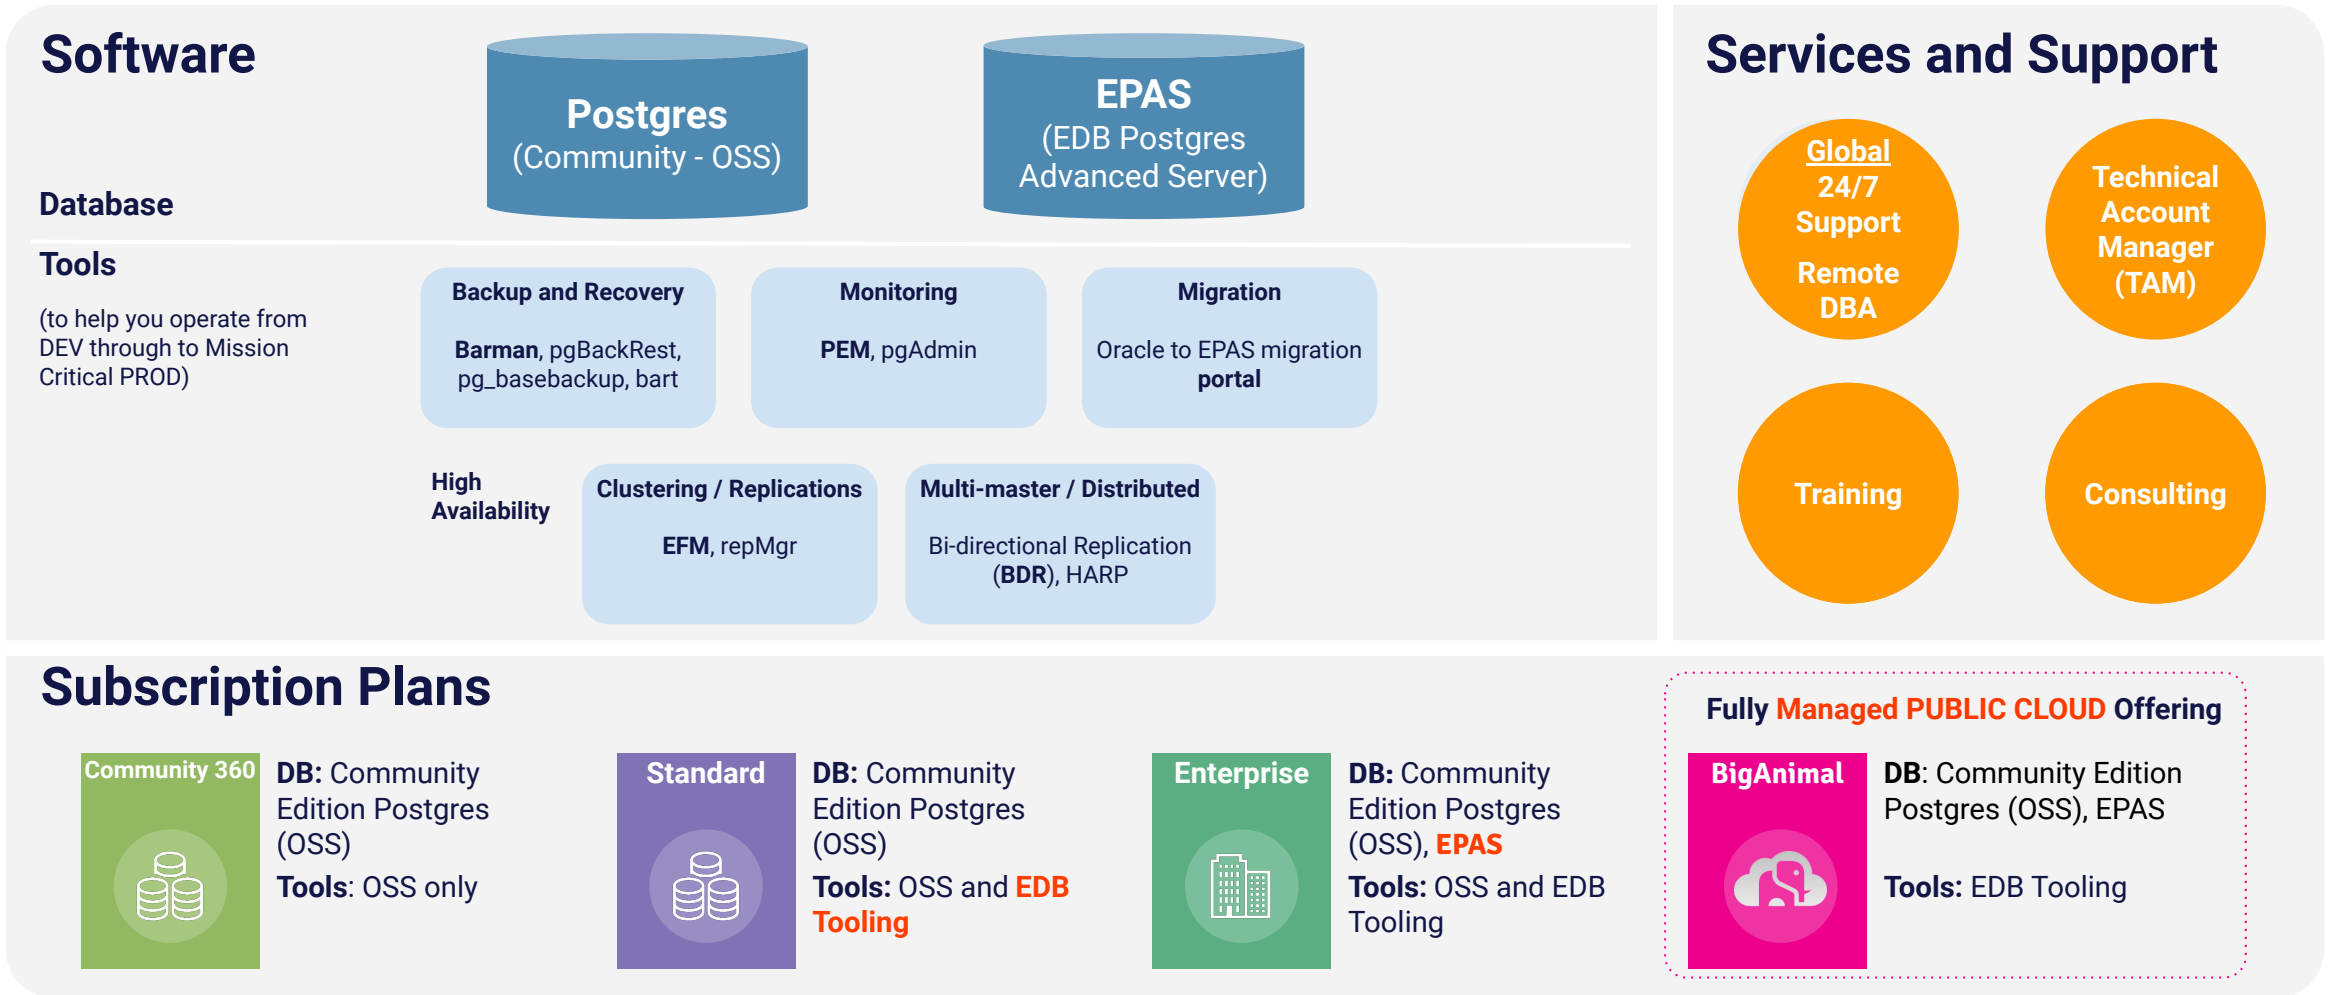 Software
Postgres
(Community - OSS)
EPAS
(EDB Postgres
Advanced Server)
Database
Tools
(to help you operate from
DEV through to Mission
Critical PROD)
Backup and Recovery
Barman, pgBackRest,
pg_basebackup, bart
Monitoring
PEM, pgAdmin
Migration
Oracle to EPAS migration
portal
High
Availability
Clustering / Replications
EFM, repMgr
Multi-master / Distributed
Bi-directional Replication
(BDR), HARP
Services and Support
Global
24/7
Support
Remote
DBA
Technical
Account
Manager
(TAM)
Training
Consulting
Subscription Plans
Community 360
DB: Community
Edition Postgres
(OSS)
Tools: OSS only
Standard
DB: Community
Edition Postgres
(OSS)
Tools: OSS and EDB
Tooling
Enterprise
DB: Community
Edition Postgres
(OSS), EPAS
Tools: OSS and EDB
Tooling
Fully Managed PUBLIC CLOUD Offering
BigAnimal
DB: Community Edition
Postgres (OSS), EPAS
Tools: EDB Tooling